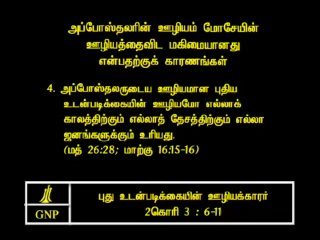 அப்போஸ்தலரின் ஊழியம் மோசேயின்
ஊழியத்தைவிட மகிமையானது
என்பதற்குக் காரணங்கள்
4. அப்போஸ்தலருடைய ஊழியமான புதிய
உடன்படிக்கையின் ஊழியமோ எல்லாக்
காலத்திற்கும் எல்லாத் தேசத்திற்கும் எல்லா
ஜனங்களுக்கும் உரியது.
(மத் 26:28; மாற்கு 16:15-16)
புது உடன்படிக்கையின் ஊழியக்காரர்
GNP
2கொரி 3 : 6-11